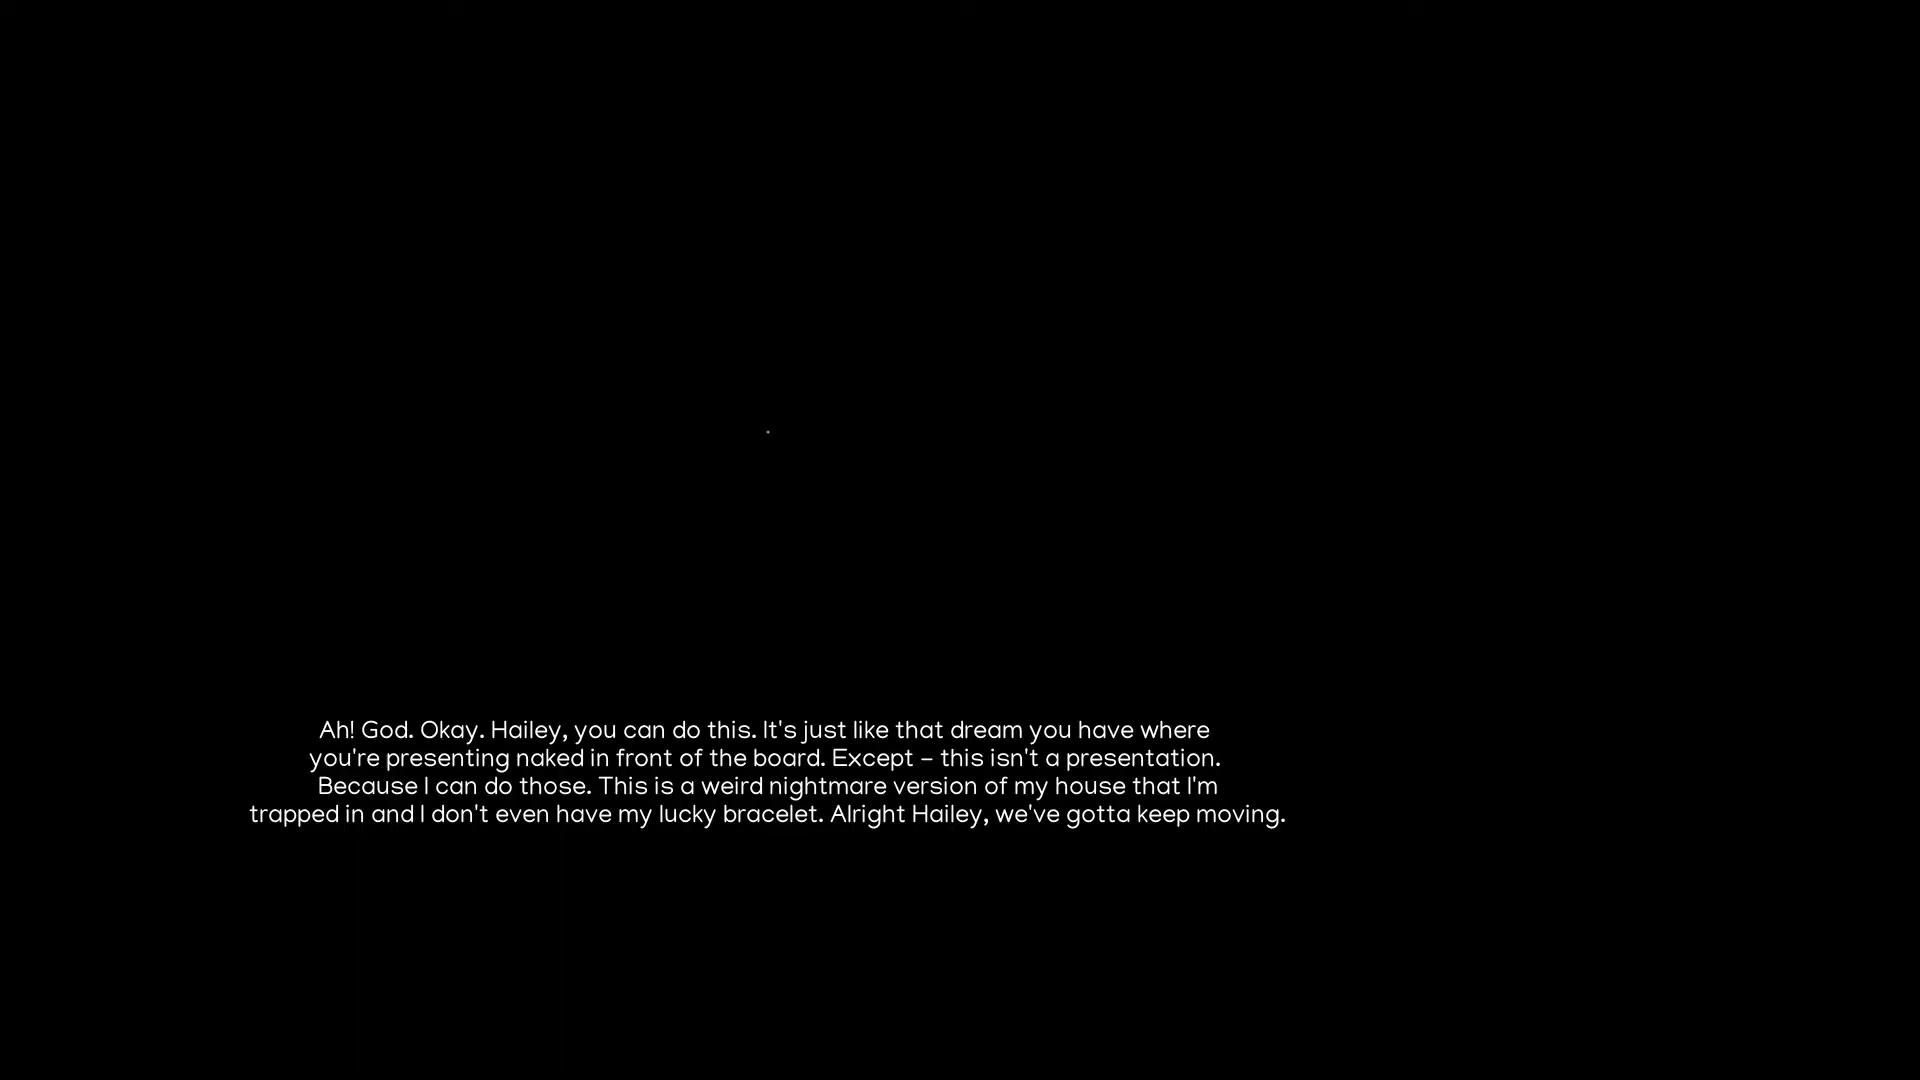 Ah! God. Okay. Hailey, you can do this. It's just like that dream you have where
you're presenting naked in front of the board. Except – this isn't a presentation.
Because I can do those. This is a weird nightmare version of my house that I'm
trapped in and I don't even have my lucky bracelet. Alright Hailey, we've gotta keep moving.